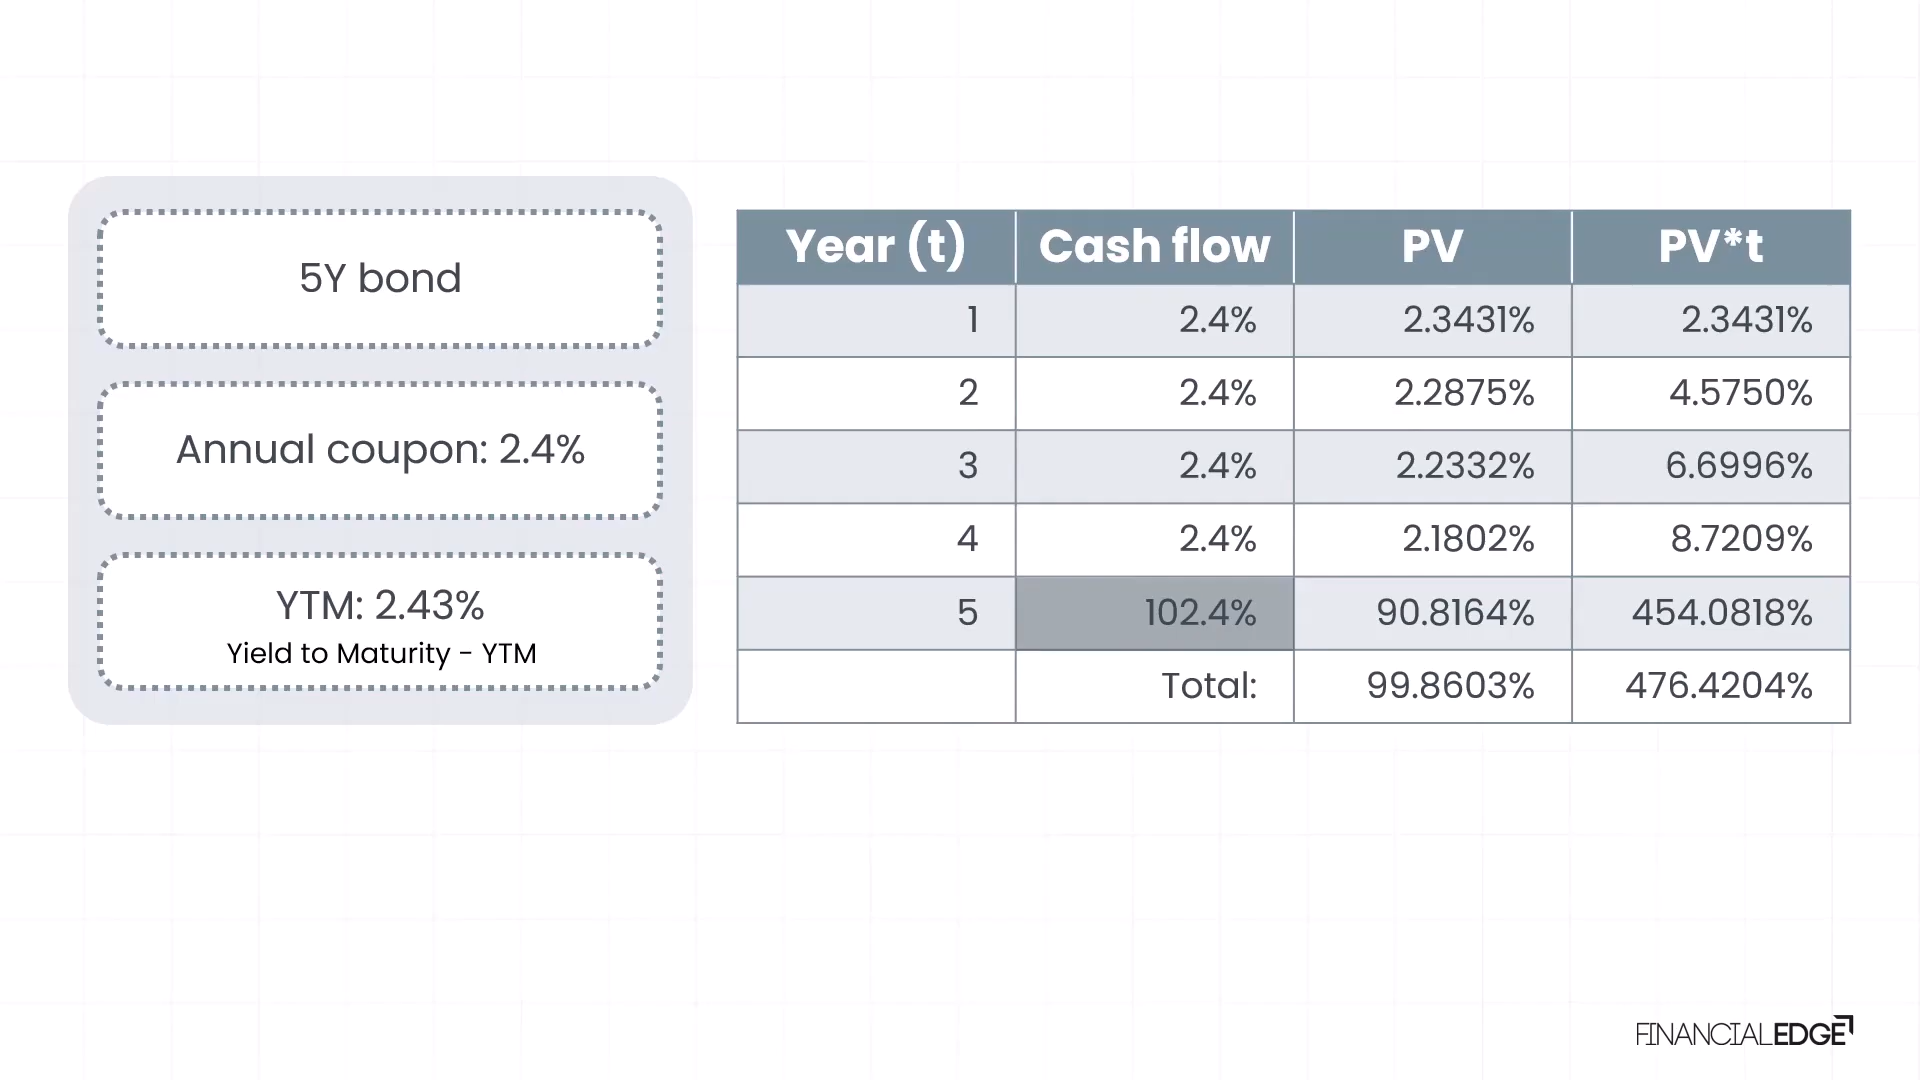 5Y bond
Annual coupon: 2.4%
YTM: 2.43%
Yield to Maturity - YTM
Year (t) Cash flow PV PV*t
1 2.4% 2.3431% 2.3431%
2 2.4% 2.2875% 4.5750%
3 2.4% 2.2332% 6.6996%
4 2.4% 2.1802% 8.7209%
5 102.4% 90.8164% 454.0818%
Total: 99.8603% 476.4204%
FINANCIALEDGE